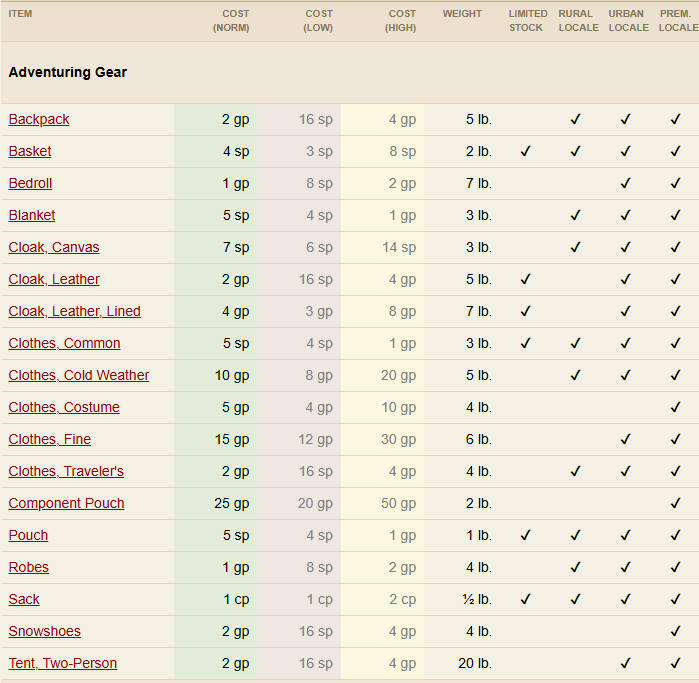 ITEM COST (NORM) COST (LOW) COST (HIGH) WEIGHT LIMITED STOCK RURAL LOCALE URBAN LOCALE PREM. LOCALE
Adventuring Gear
Backpack 2 gp 16 sp 4 gp 5 lb. ✓ ✓ ✓
Basket 4 sp 3 sp 8 sp 2 lb. ✓ ✓ ✓ ✓
Bedroll 1 gp 8 sp 2 gp 7 lb. ✓ ✓
Blanket 5 sp 4 sp 1 gp 3 lb. ✓ ✓ ✓
Cloak, Canvas 7 sp 6 sp 14 sp 3 lb. ✓ ✓ ✓
Cloak, Leather 2 gp 16 sp 4 gp 5 lb. ✓ ✓ ✓
Cloak, Leather, Lined 4 gp 3 gp 8 gp 7 lb. ✓ ✓ ✓
Clothes, Common 5 sp 4 sp 1 gp 3 lb. ✓ ✓ ✓ ✓
Clothes, Cold Weather 10 gp 8 gp 20 gp 5 lb. ✓ ✓ ✓
Clothes, Costume 5 gp 4 gp 10 gp 4 lb. ✓
Clothes, Fine 15 gp 12 gp 30 gp 6 lb. ✓ ✓
Clothes, Traveler's 2 gp 16 sp 4 gp 4 lb. ✓ ✓ ✓
Component Pouch 25 gp 20 gp 50 gp 2 lb. ✓
Pouch 5 sp 4 sp 1 gp 1 lb. ✓ ✓ ✓ ✓
Robes 1 gp 8 sp 2 gp 4 lb. ✓ ✓ ✓
Sack 1 cp 1 cp 2 cp ½ lb. ✓ ✓ ✓ ✓
Snowshoes 2 gp 16 sp 4 gp 4 lb. ✓
Tent, Two-Person 2 gp 16 sp 4 gp 20 lb. ✓ ✓